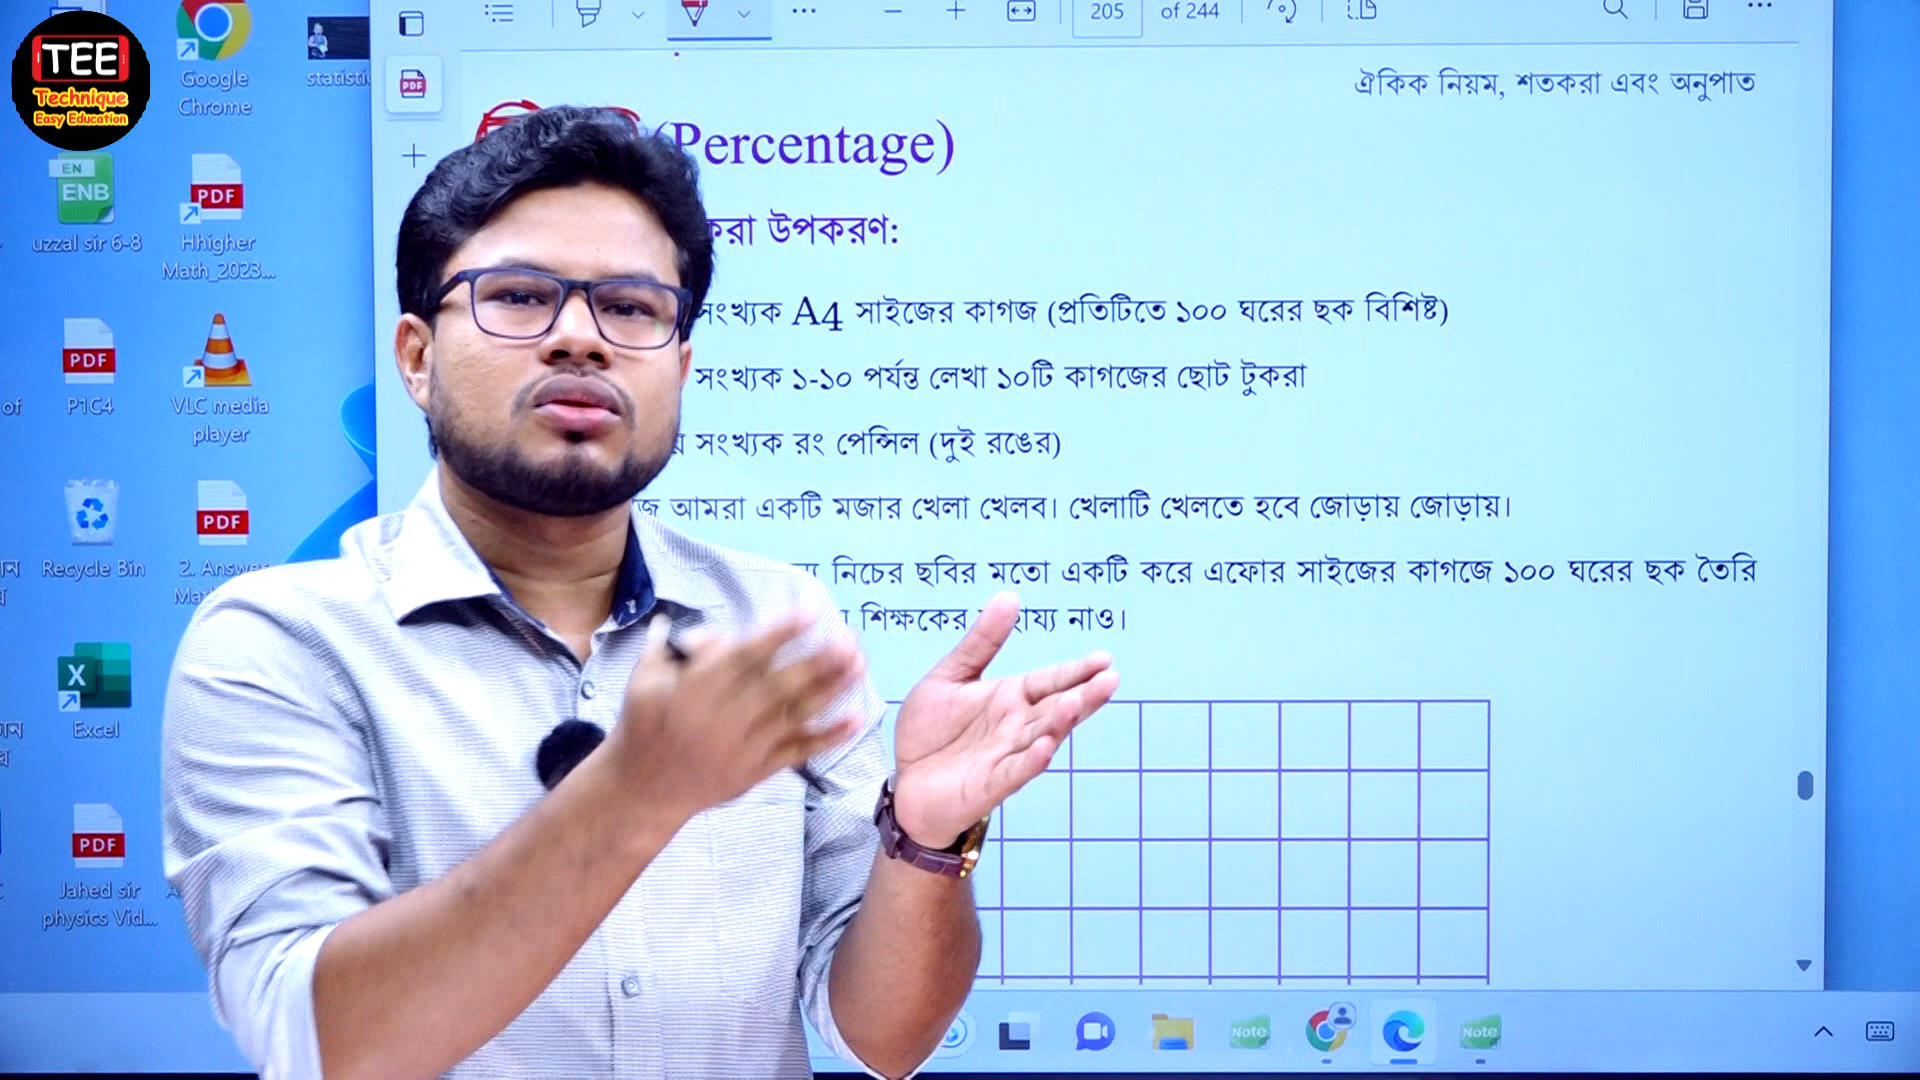 TEE
Technique
Easy Education
Google
Chrome
EN
ENB
uzzal sir 6-8
PDF
Hhigher
Math_2023...
PDF
P1C4
VLC media
player
of
Recycle Bin
PDF
2. Answe
Excel
PDF
Jahed sir
physics Vid...
PDF
205 of 244
ঐকিক নিয়ম, শতকরা এবং অনুপাত
(Percentage)
উপকরণ:
সংখ্যক A4 সাইজের কাগজ (প্রতিটিতে ১০০ ঘরের ছক বিশিষ্ট)
সংখ্যক ১-১০ পর্যন্ত লেখা ১০টি কাগজের ছোট টুকরা
সংখ্যক রং পেন্সিল (দুই রঙের)
আমরা একটি মজার খেলা খেলব। খেলাটি খেলতে হবে জোড়ায় জোড়ায়।
নিচের ছবির মতো একটি করে এফোর সাইজের কাগজে ১০০ ঘরের ছক তৈরি
শিক্ষকের নাও।
Note
Note